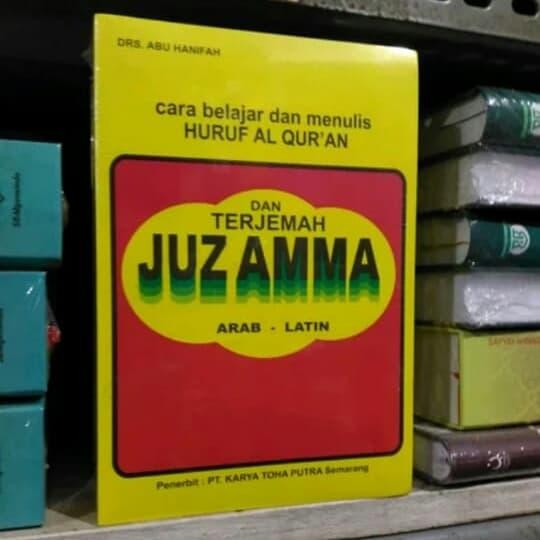 DRS. ABU HANIFAH
cara belajar dan menulis
HURUF AL QUR'AN
DAN
TERJEMAH
JUZ AMMA
ARAB - LATIN
Penerbit : PT. KARYA TOHA PUTRA Semarang